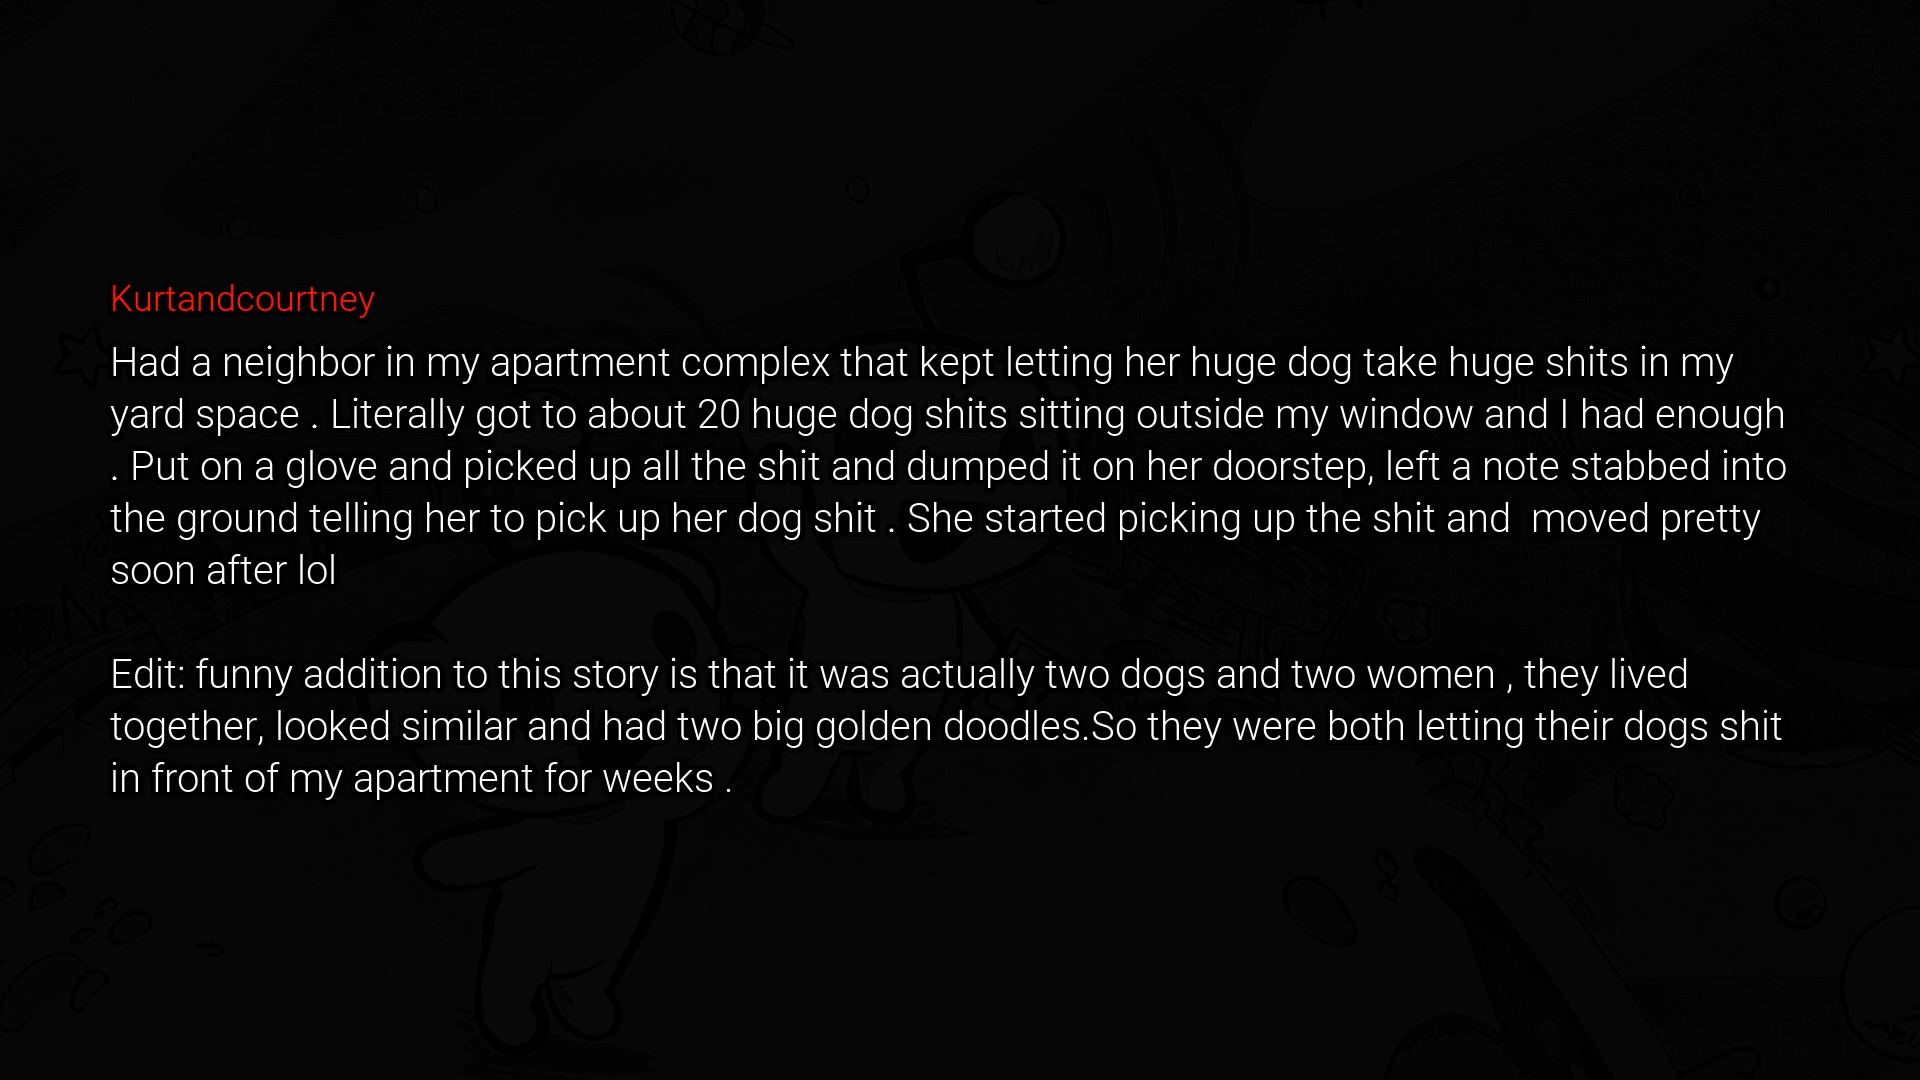 Kurtandcourtney
Had a neighbor in my apartment complex that kept letting her huge dog take huge shits in my
yard space . Literally got to about 20 huge dog shits sitting outside my window and I had enough
. Put on a glove and picked up all the shit and dumped it on her doorstep, left a note stabbed into
the ground telling her to pick up her dog shit . She started picking up the shit and  moved pretty
soon after lol
Edit: funny addition to this story is that it was actually two dogs and two women , they lived
together, looked similar and had two big golden doodles.So they were both letting their dogs shit
in front of my apartment for weeks .